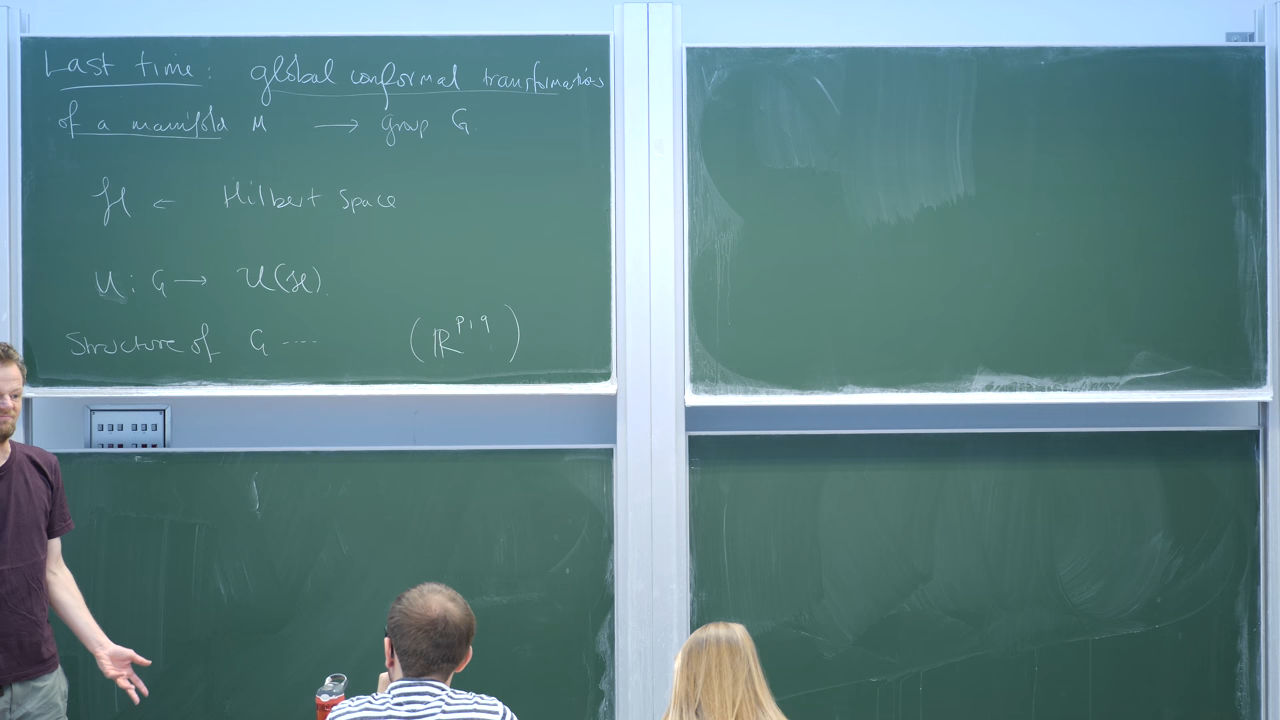 Last time: global conformal transformations
of a manifold M → group G.
ℋ ← Hilbert Space
U: G → 𝒰(ℋ).
Structure of G .... (ℝ^{p,q})